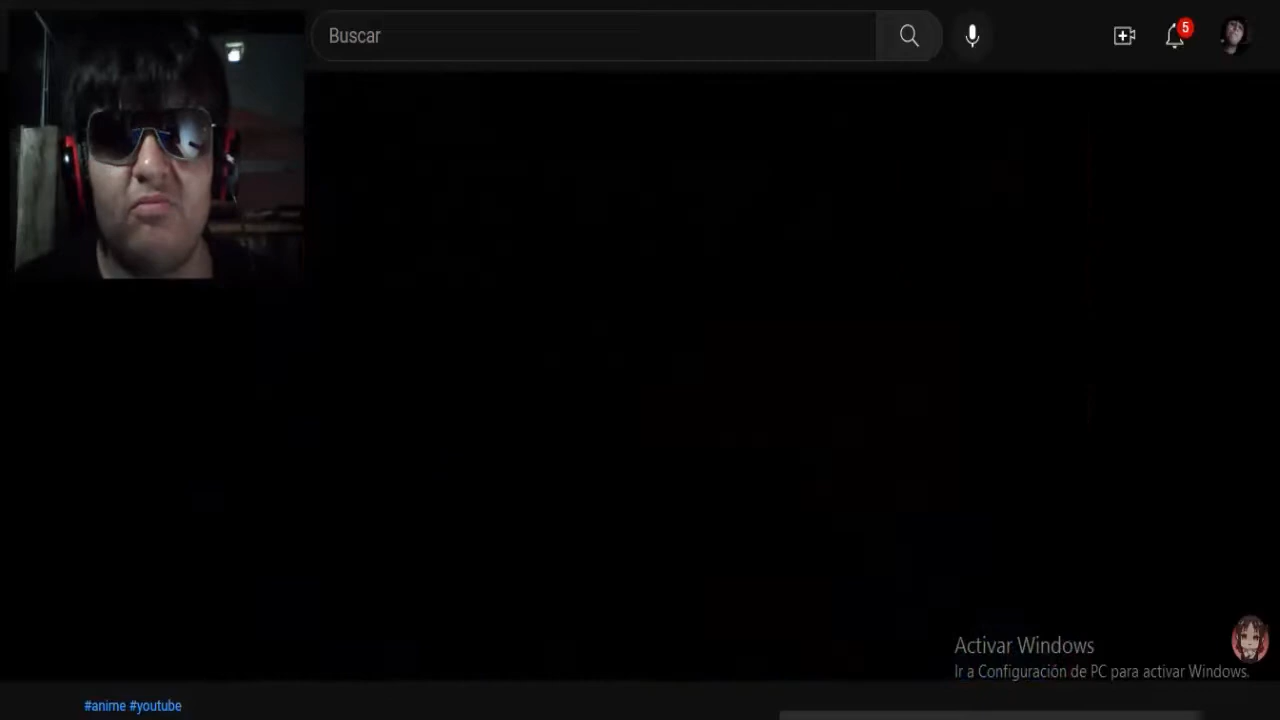 Buscar
5
Activar Windows
Ir a Configuración de PC para activar Windows.
#anime #youtube